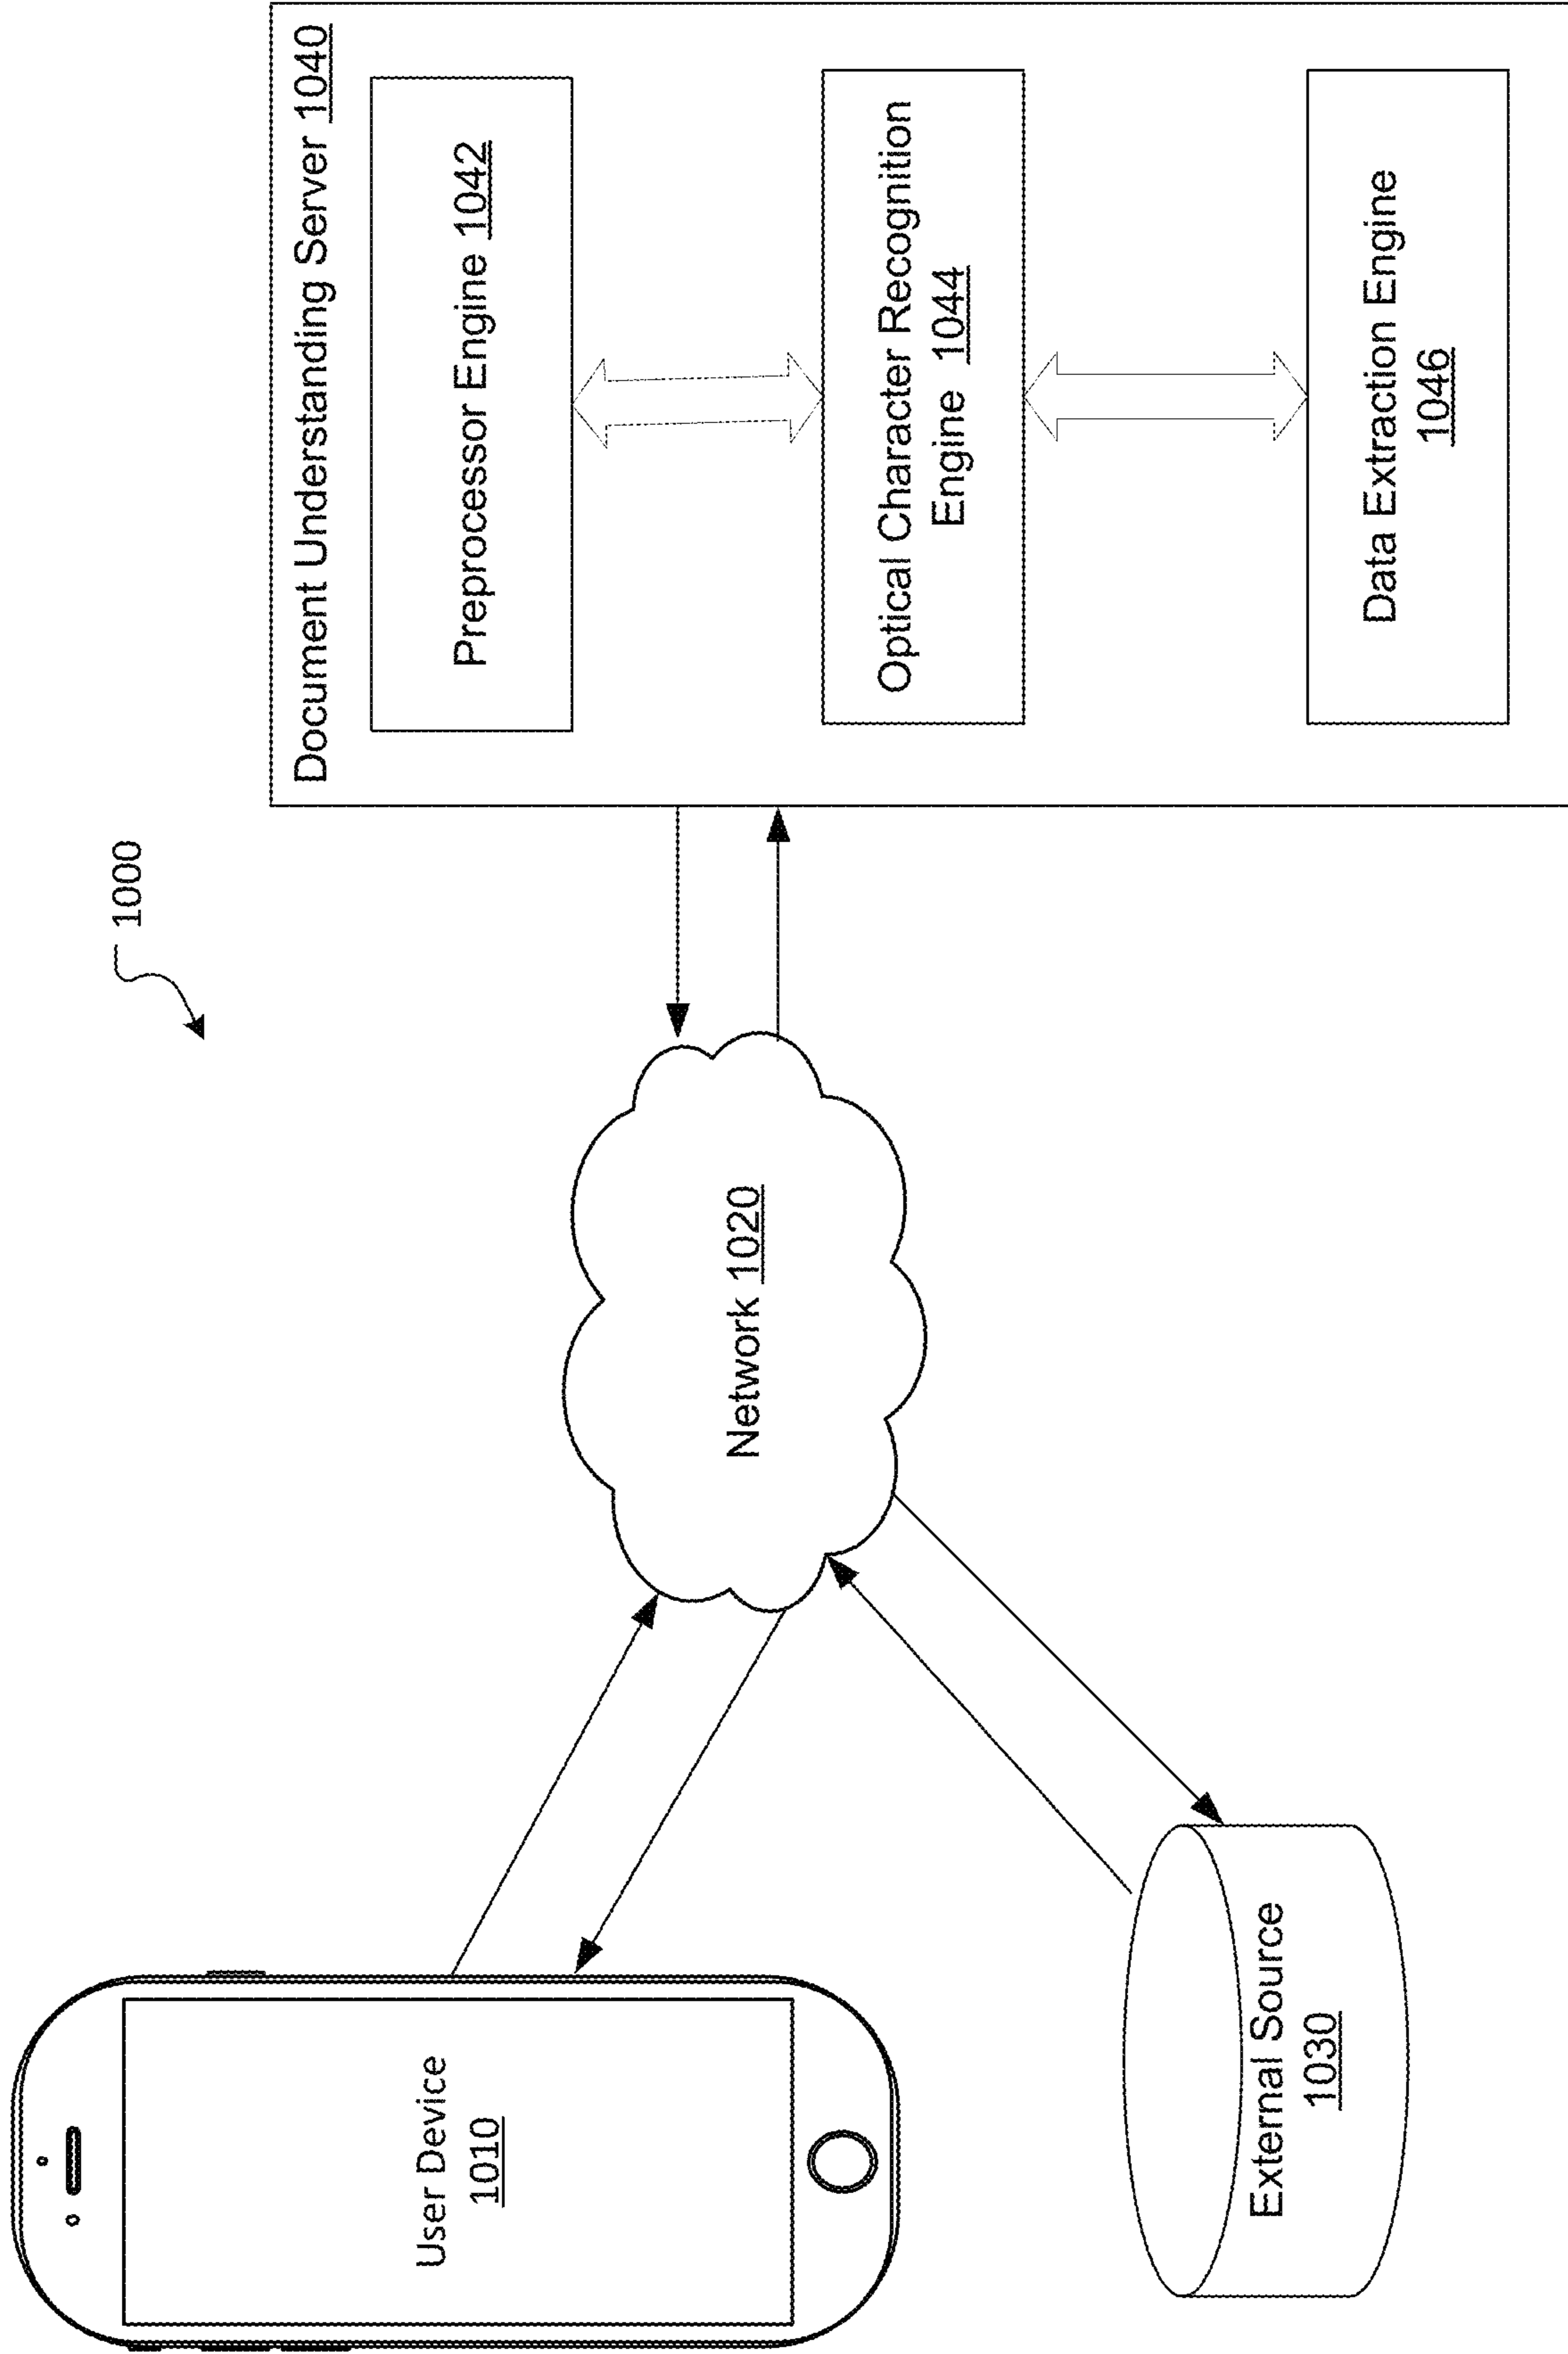 1000
User Device
1010
Network 1020
External Source
1030
Document Understanding Server 1040
Preprocessor Engine 1042
Optical Character Recognition
Engine 1044
Data Extraction Engine
1046